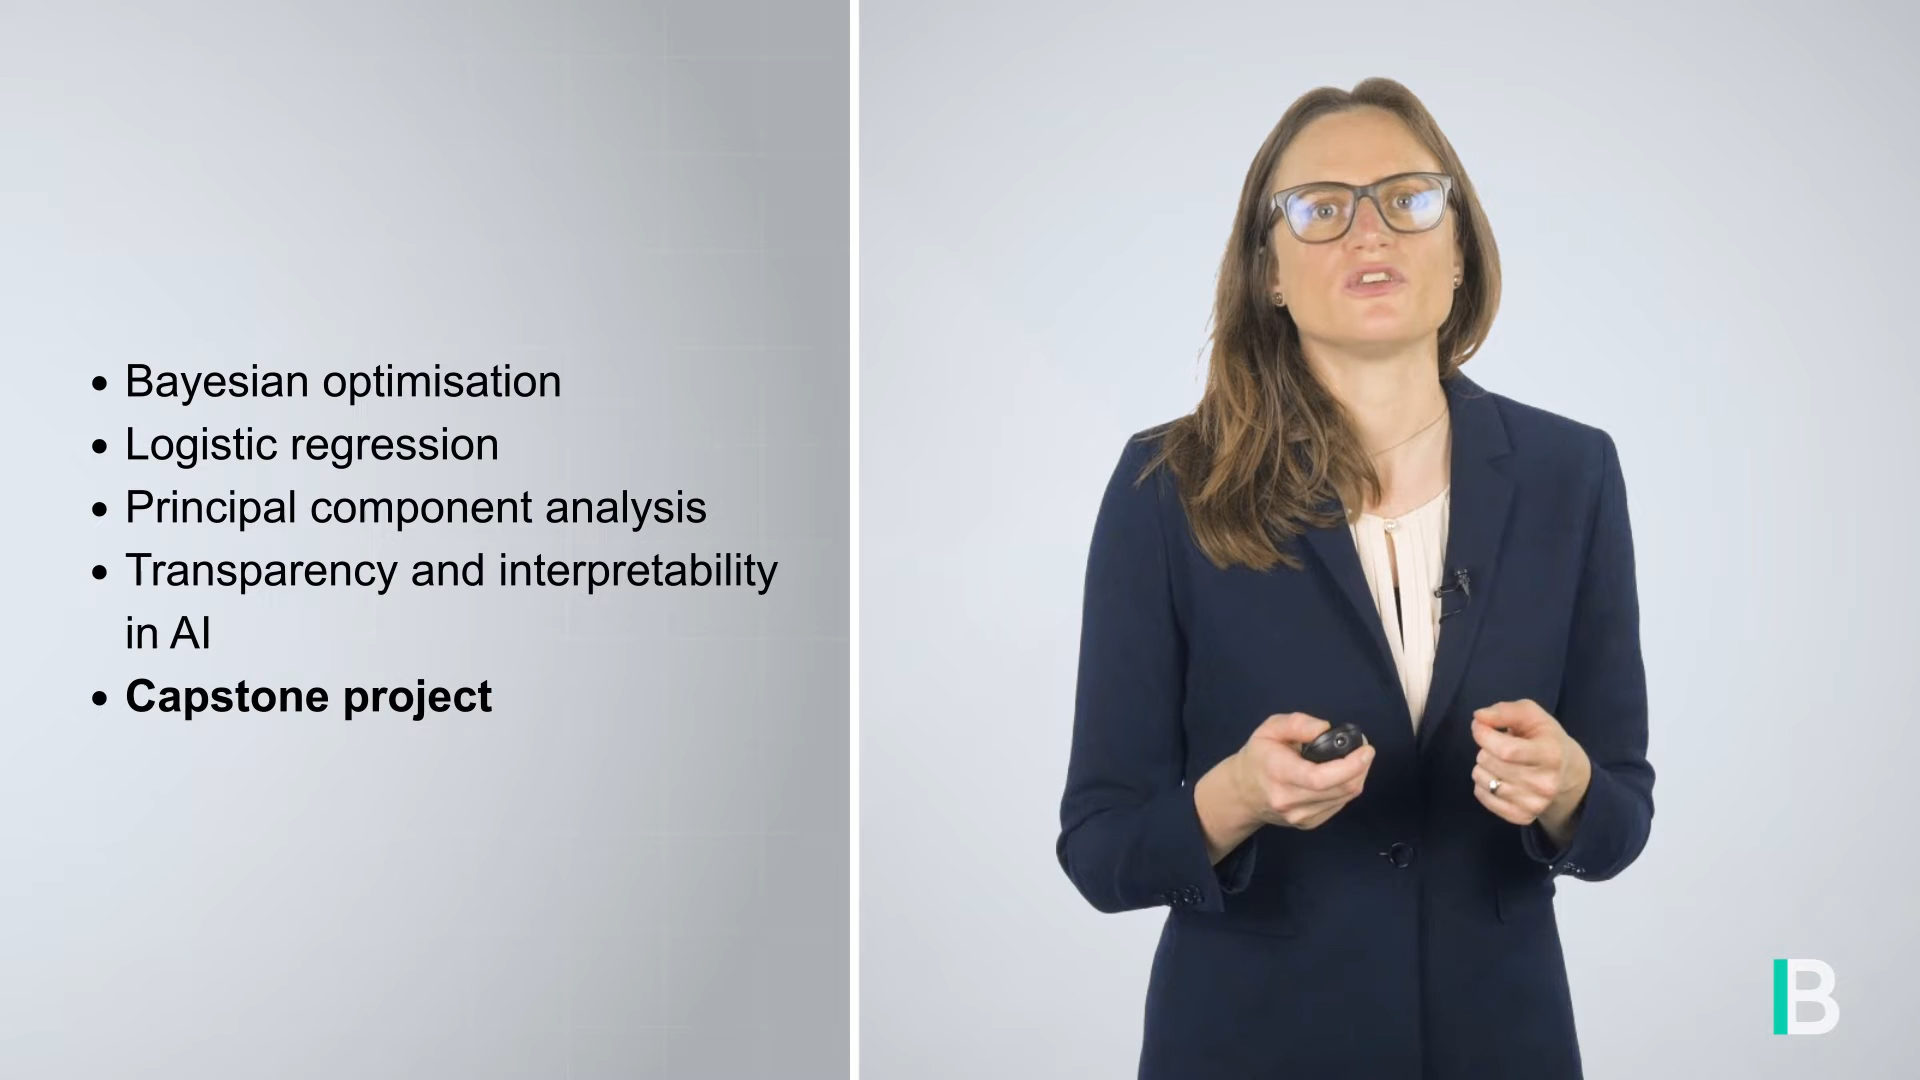 • Bayesian optimisation
• Logistic regression
• Principal component analysis
• Transparency and interpretability
in AI
• Capstone project
B